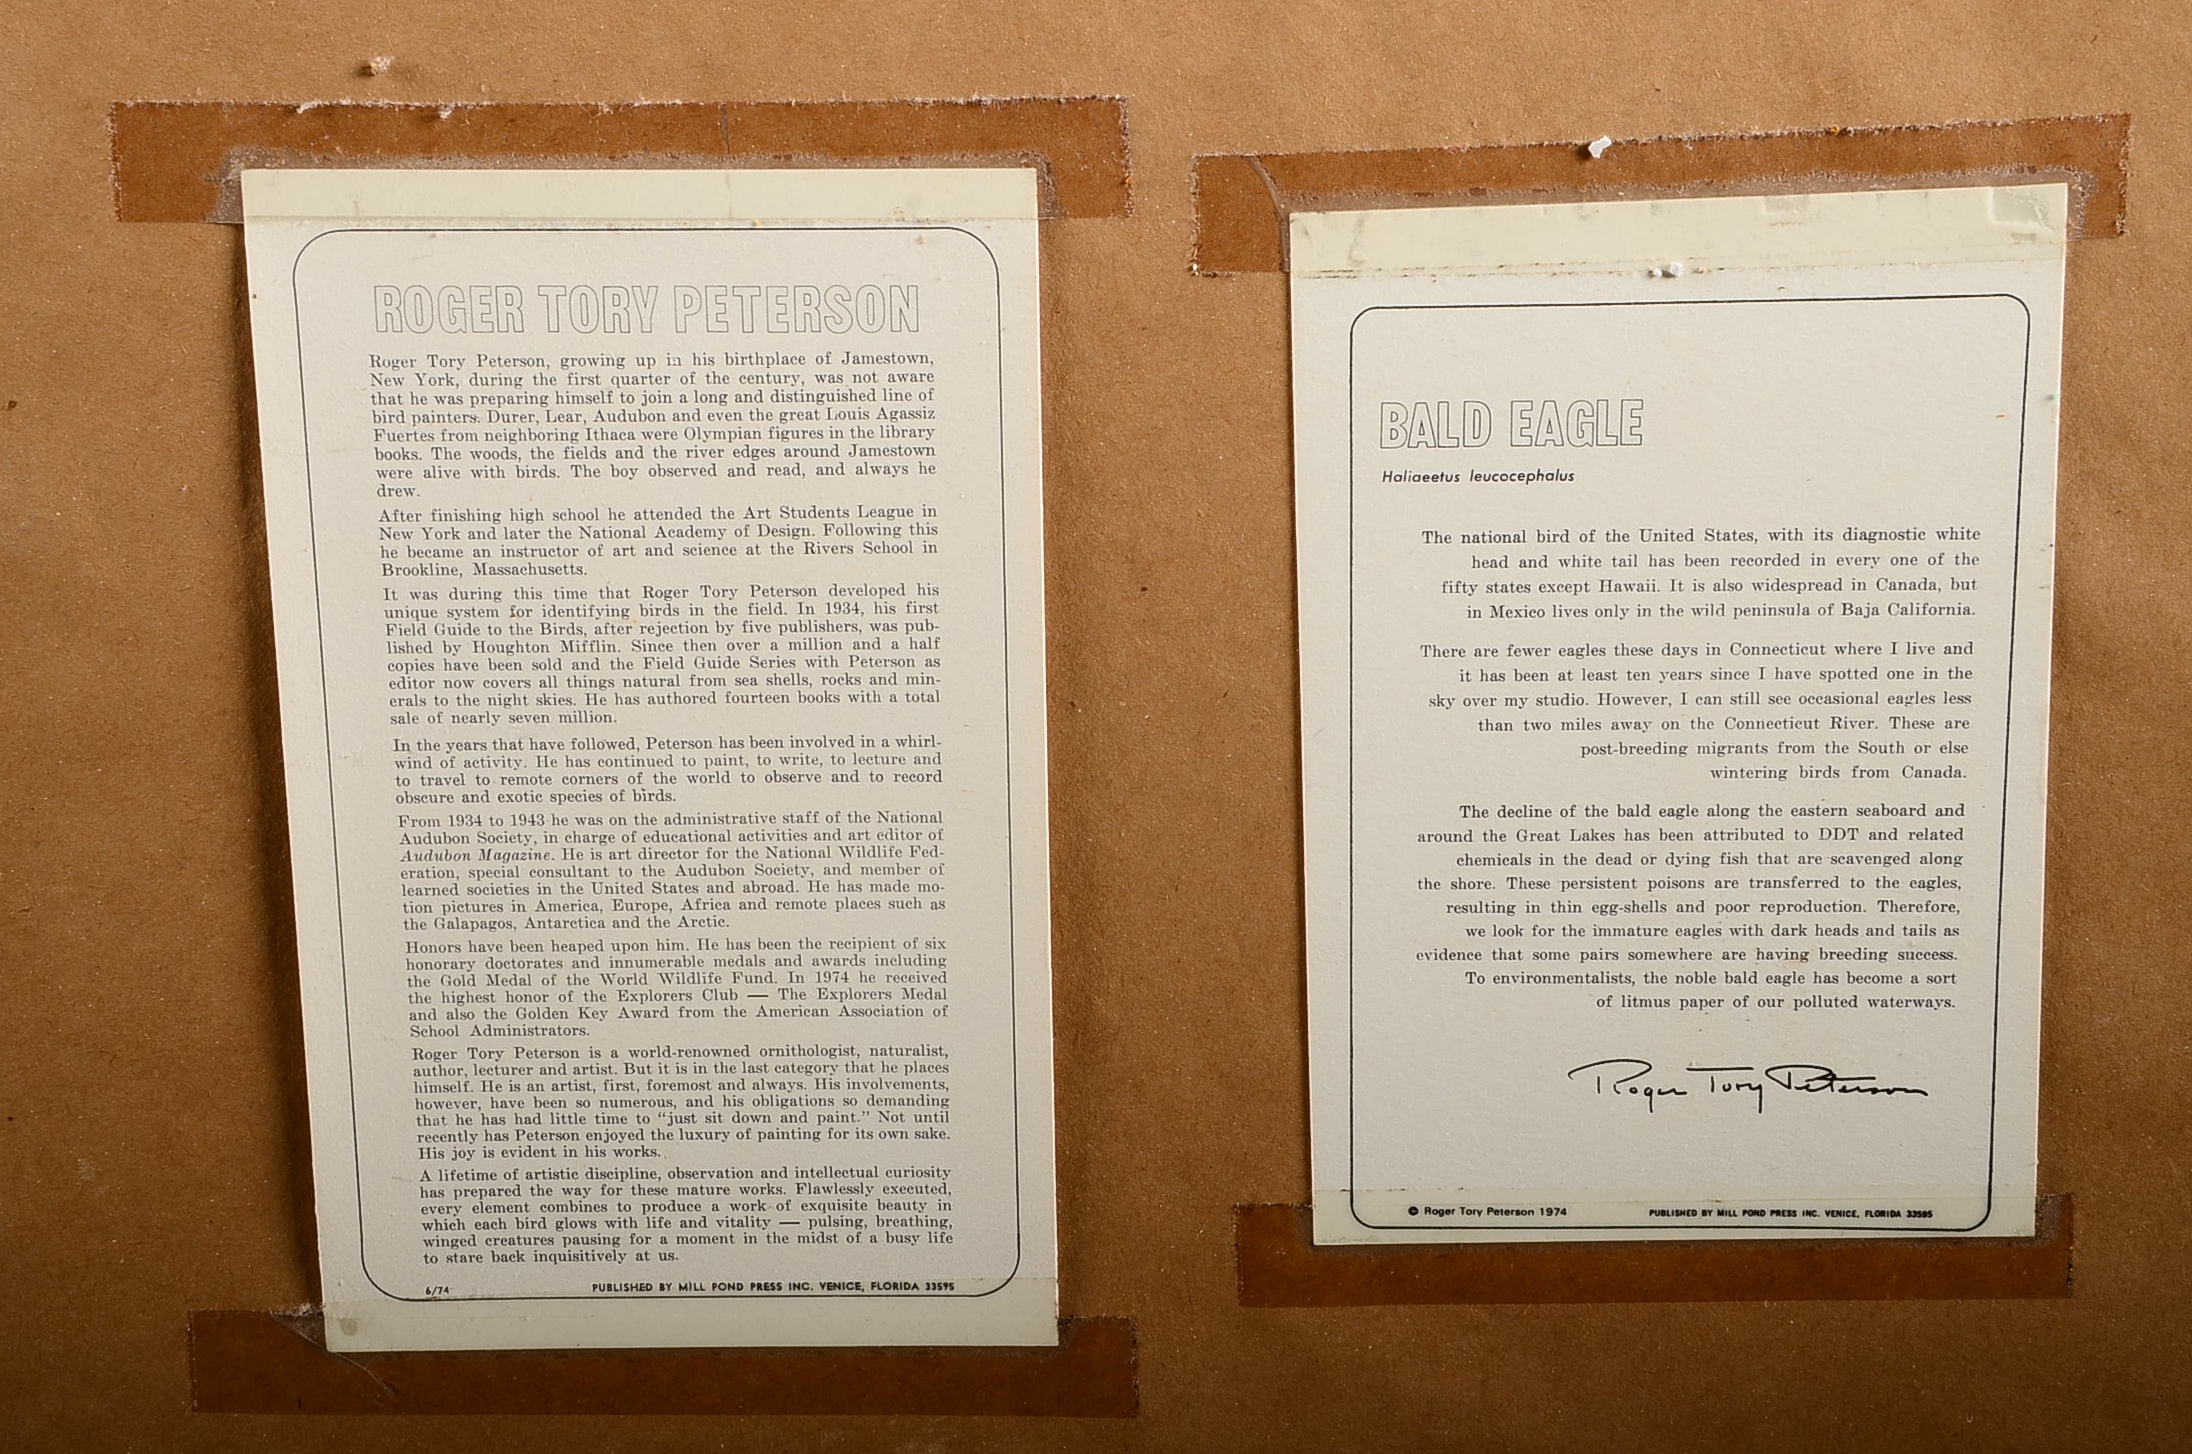 ROGER TORY PETERSON
Roger Tory Peterson, growing up in his birthplace of Jamestown,
New York, during the first quarter of the century, was not aware
that he was preparing himself to join a long and distinguished line of
bird painters. Durer, Lear, Audubon and even the great Louis Agassiz
Fuertes from neighboring Ithaca were Olympian figures in the library
books. The woods, the fields and the river edges around Jamestown
were alive with birds. The boy observed and read, and always he
drew.
After finishing high school he attended the Art Students League in
New York and later the National Academy of Design. Following this
he became an instructor of art and science at the Rivers School in
Brookline, Massachusetts.
It was during this time that Roger Tory Peterson developed his
unique system for identifying birds in the field. In 1934, his first
Field Guide to the Birds, after rejection by five publishers, was pub-
lished by Houghton Mifflin. Since then over a million and a half
copies have been sold and the Field Guide Series with Peterson as
editor now covers all things natural from sea shells, rocks and min-
erals to the night skies. He has authored fourteen books with a total
sale of nearly seven million.
In the years that have followed, Peterson has been involved in a whirl-
wind of activity. He has continued to paint, to write, to lecture and
to travel to remote corners of the world to observe and to record
obscure and exotic species of birds.
From 1934 to 1943 he was on the administrative staff of the National
Audubon Society, in charge of educational activities and art editor of
Audubon Magazine. He is art director for the National Wildlife Fed-
eration, special consultant to the Audubon Society, and member of
learned societies in the United States and abroad. He has made mo-
tion pictures in America, Europe, Africa and remote places such as
the Galapagos, Antarctica and the Arctic.
Honors have been heaped upon him. He has been the recipient of six
honorary doctorates and innumerable medals and awards including
the Gold Medal of the World Wildlife Fund. In 1974 he received
the highest honor of the Explorers Club — The Explorers Medal
and also the Golden Key Award from the American Association of
School Administrators.
Roger Tory Peterson is a world-renowned ornithologist, naturalist,
author, lecturer and artist. But it is in the last category that he places
himself. He is an artist, first, foremost and always. His involvements,
however, have been so numerous, and his obligations so demanding
that he has had little time to “just sit down and paint.” Not until
recently has Peterson enjoyed the luxury of painting for its own sake.
His joy is evident in his works.
A lifetime of artistic discipline, observation and intellectual curiosity
has prepared the way for these mature works. Flawlessly executed,
every element combines to produce a work of exquisite beauty in
which each bird glows with life and vitality — pulsing, breathing,
winged creatures pausing for a moment in the midst of a busy life
to stare back inquisitively at us.
6/74 PUBLISHED BY MILL POND PRESS INC. VENICE, FLORIDA 33595
BALD EAGLE
Haliaeetus leucocephalus
The national bird of the United States, with its diagnostic white
head and white tail has been recorded in every one of the
fifty states except Hawaii. It is also widespread in Canada, but
in Mexico lives only in the wild peninsula of Baja California.
There are fewer eagles these days in Connecticut where I live and
it has been at least ten years since I have spotted one in the
sky over my studio. However, I can still see occasional eagles less
than two miles away on the Connecticut River. These are
post-breeding migrants from the South or else
wintering birds from Canada.
The decline of the bald eagle along the eastern seaboard and
around the Great Lakes has been attributed to DDT and related
chemicals in the dead or dying fish that are scavenged along
the shore. These persistent poisons are transferred to the eagles,
resulting in thin egg-shells and poor reproduction. Therefore,
we look for the immature eagles with dark heads and tails as
evidence that some pairs somewhere are having breeding success.
To environmentalists, the noble bald eagle has become a sort
of litmus paper of our polluted waterways.
Roger Tory Peterson
© Roger Tory Peterson 1974 PUBLISHED BY MILL POND PRESS INC. VENICE, FLORIDA 33595